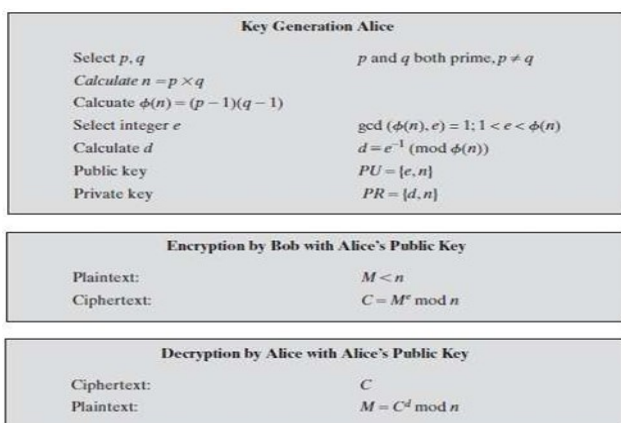 Key Generation Alice
Select p, q p and q both prime, p ≠ q
Calculate n = p × q
Calcuate ϕ(n) = (p − 1)(q − 1)
Select integer e gcd (ϕ(n), e) = 1; 1 < e < ϕ(n)
Calculate d d = e⁻¹ (mod ϕ(n))
Public key PU = {e, n}
Private key PR = {d, n}
Encryption by Bob with Alice's Public Key
Plaintext: M < n
Ciphertext: C = Mᵉ mod n
Decryption by Alice with Alice's Public Key
Ciphertext: C
Plaintext: M = Cᵈ mod n